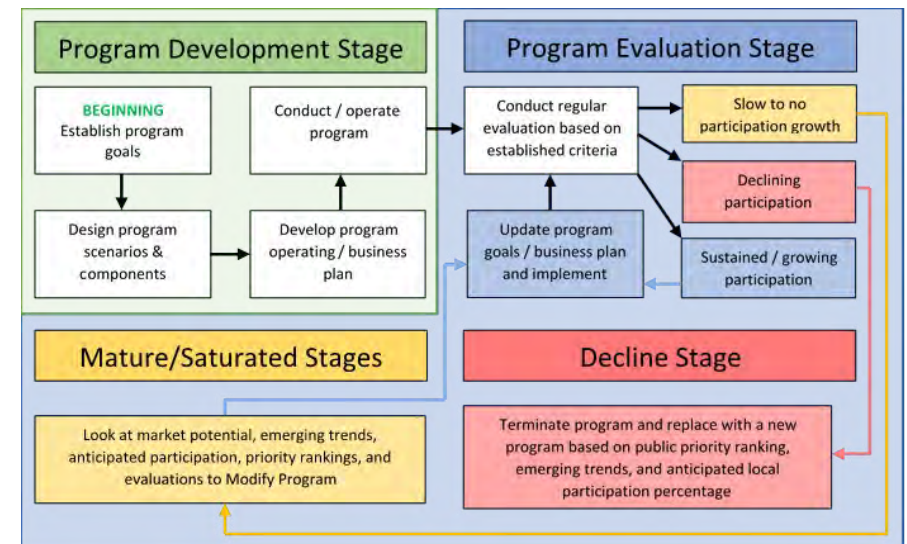 Program Development Stage
BEGINNING
Establish program
goals
Design program
scenarios &
components
Develop program
operating / business
plan
Conduct / operate
program
Program Evaluation Stage
Conduct regular
evaluation based on
established criteria
Slow to no
participation growth
Declining
participation
Sustained / growing
participation
Update program
goals / business plan
and implement
Mature/Saturated Stages
Look at market potential, emerging trends,
anticipated participation, priority rankings, and
evaluations to Modify Program
Decline Stage
Terminate program and replace with a new
program based on public priority ranking,
emerging trends, and anticipated local
participation percentage